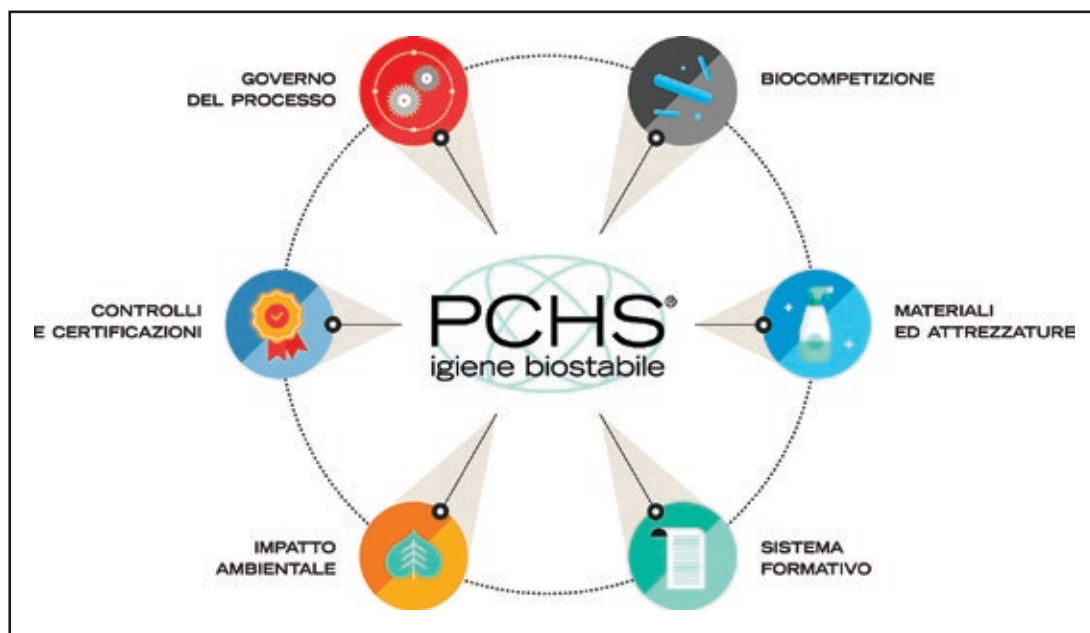 GOVERNO
DEL PROCESSO
BIOCOMPETIZIONE
CONTROLLI
E CERTIFICAZIONI
PCHS®
igiene biostabile
MATERIALI
ED ATTREZZATURE
IMPATTO
AMBIENTALE
SISTEMA
FORMATIVO